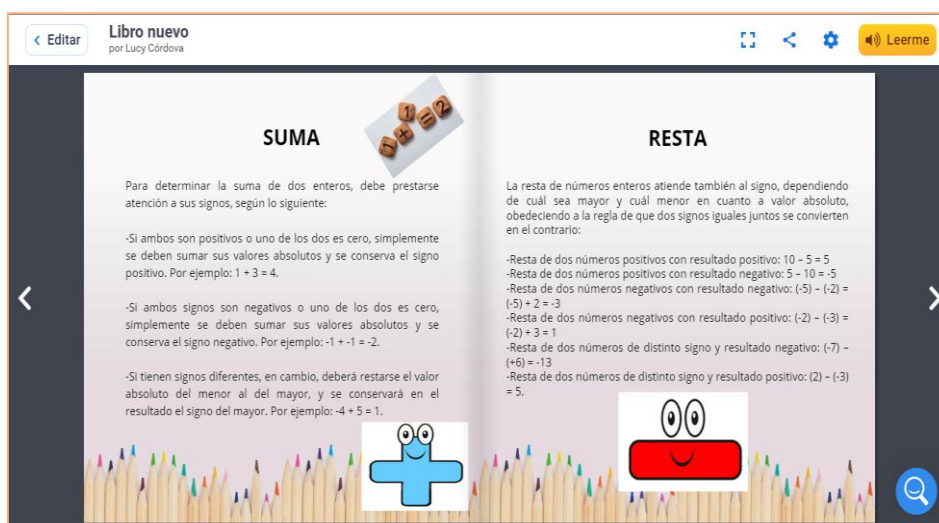 Editar
Libro nuevo
por Lucy Córdova
Leerme
SUMA
1
1 + = 2
Para determinar la suma de dos enteros, debe prestarse
atención a sus signos, según lo siguiente:
-Si ambos son positivos o uno de los dos es cero, simplemente
se deben sumar sus valores absolutos y se conserva el signo
positivo. Por ejemplo: 1 + 3 = 4.
-Si ambos signos son negativos o uno de los dos es cero,
simplemente se deben sumar sus valores absolutos y se
conserva el signo negativo. Por ejemplo: -1 + -1 = -2.
-Si tienen signos diferentes, en cambio, deberá restarse el valor
absoluto del menor al del mayor, y se conservará en el
resultado el signo del mayor. Por ejemplo: -4 + 5 = 1.
RESTA
La resta de números enteros atiende también al signo, dependiendo
de cuál sea mayor y cuál menor en cuanto a valor absoluto,
obedeciendo a la regla de que dos signos iguales juntos se convierten
en el contrario:
-Resta de dos números positivos con resultado positivo: 10 – 5 = 5
-Resta de dos números positivos con resultado negativo: 5 – 10 = -5
-Resta de dos números negativos con resultado negativo: (-5) – (-2) =
(-5) + 2 = -3
-Resta de dos números negativos con resultado positivo: (-2) – (-3) =
(-2) + 3 = 1
-Resta de dos números de distinto signo y resultado negativo: (-7) –
(+6) = -13
-Resta de dos números de distinto signo y resultado positivo: (2) – (-3)
= 5.